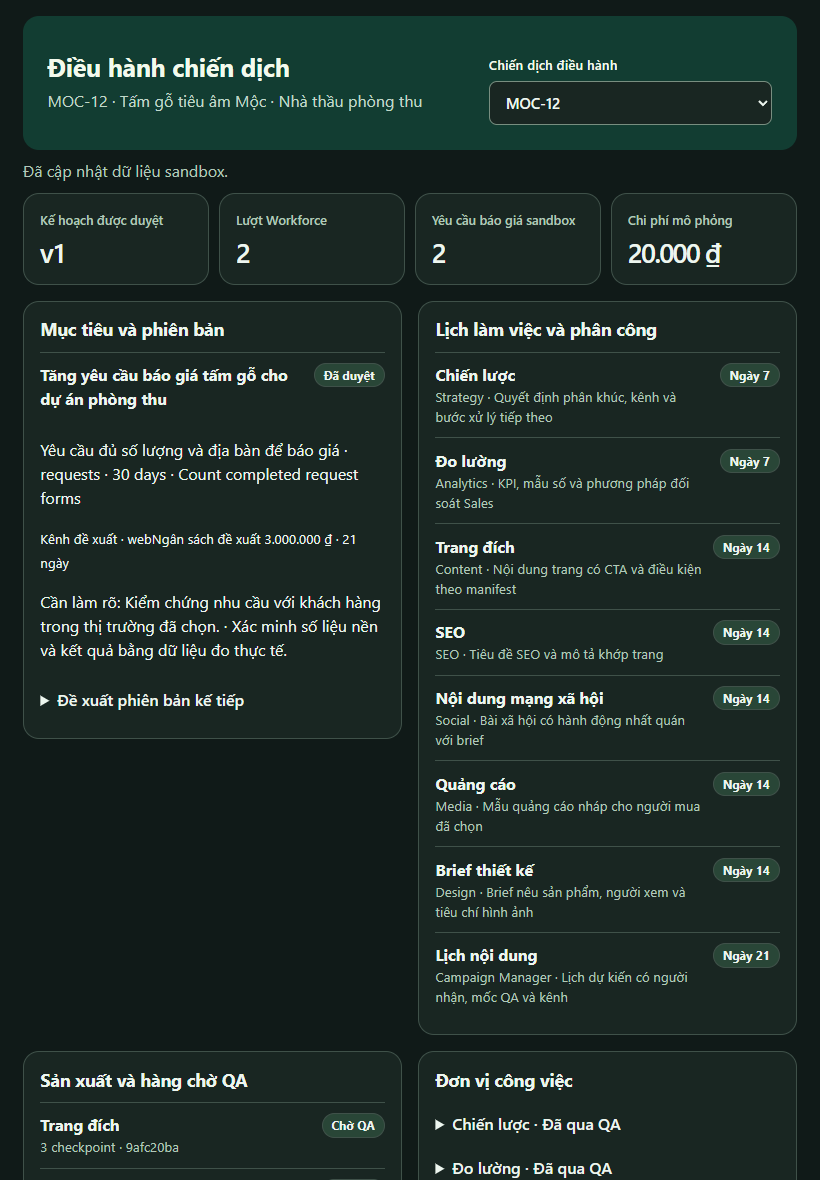 Điều hành chiến dịch
MOC-12 · Tấm gỗ tiêu âm Mộc · Nhà thầu phòng thu
Chiến dịch điều hành
MOC-12
Đã cập nhật dữ liệu sandbox.
Kế hoạch được duyệt
v1
Lượt Workforce
2
Yêu cầu báo giá sandbox
2
Chi phí mô phỏng
20.000 ₫
Mục tiêu và phiên bản
Tăng yêu cầu báo giá tấm gỗ cho
dự án phòng thu
Đã duyệt
Yêu cầu đủ số lượng và địa bàn để báo giá ·
requests · 30 days · Count completed request
forms
Kênh đề xuất · webNgân sách đề xuất 3.000.000 ₫ · 21
ngày
Cần làm rõ: Kiểm chứng nhu cầu với khách hàng
trong thị trường đã chọn. · Xác minh số liệu nền
và kết quả bằng dữ liệu đo thực tế.
Đề xuất phiên bản kế tiếp
Lịch làm việc và phân công
Chiến lược
Ngày 7
Strategy · Quyết định phân khúc, kênh và
bước xử lý tiếp theo
Đo lường
Ngày 7
Analytics · KPI, mẫu số và phương pháp đối
soát Sales
Trang đích
Ngày 14
Content · Nội dung trang có CTA và điều kiện
theo manifest
SEO
Ngày 14
SEO · Tiêu đề SEO và mô tả khớp trang
Nội dung mạng xã hội
Ngày 14
Social · Bài xã hội có hành động nhất quán
với brief
Quảng cáo
Ngày 14
Media · Mẫu quảng cáo nháp cho người mua
đã chọn
Brief thiết kế
Ngày 14
Design · Brief nêu sản phẩm, người xem và
tiêu chí hình ảnh
Lịch nội dung
Ngày 21
Campaign Manager · Lịch dự kiến có người
nhận, mốc QA và kênh
Sản xuất và hàng chờ QA
Trang đích
Chờ QA
3 checkpoint · 9afc20ba
Đơn vị công việc
Chiến lược · Đã qua QA
Đo lường · Đã qua QA